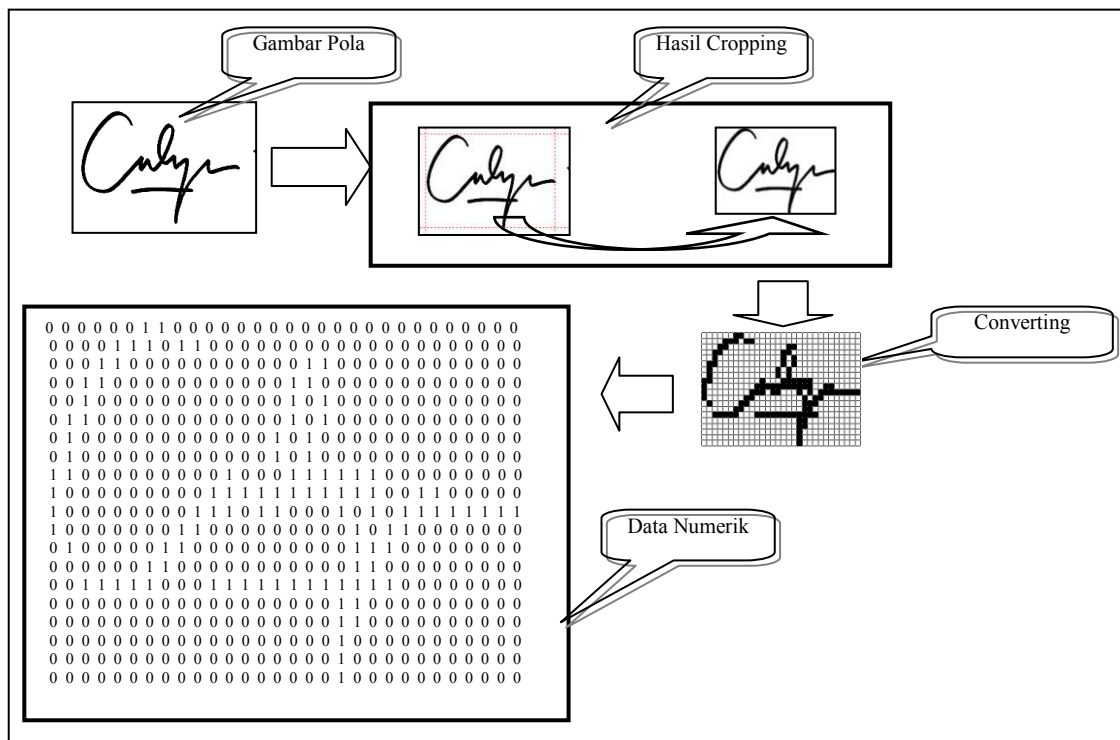 Gambar Pola
Hasil Cropping
Converting
0 0 0 0 0 0 1 1 0 0 0 0 0 0 0 0 0 0 0 0 0 0 0 0 0 0 0 0 0 0
0 0 0 0 1 1 1 0 1 1 0 0 0 0 0 0 0 0 0 0 0 0 0 0 0 0 0 0 0 0
0 0 0 1 1 0 0 0 0 0 0 0 0 0 0 0 1 1 0 0 0 0 0 0 0 0 0 0 0 0
0 0 1 1 0 0 0 0 0 0 0 0 0 0 0 1 1 0 0 0 0 0 0 0 0 0 0 0 0 0
0 0 1 0 0 0 0 0 0 0 0 0 0 0 0 1 0 1 0 0 0 0 0 0 0 0 0 0 0 0
0 1 1 0 0 0 0 0 0 0 0 0 0 0 0 1 0 1 0 0 0 0 0 0 0 0 0 0 0 0
0 1 0 0 0 0 0 0 0 0 0 0 0 0 1 0 1 0 0 0 0 0 0 0 0 0 0 0 0 0
0 1 0 0 0 0 0 0 0 0 0 0 0 0 1 0 1 0 0 0 0 0 0 0 0 0 0 0 0 0
1 1 0 0 0 0 0 0 0 0 0 1 0 0 0 1 1 1 1 1 1 0 0 0 0 0 0 0 0 0
1 0 0 0 0 0 0 0 0 0 1 1 1 1 1 1 1 1 1 1 1 0 0 1 1 0 0 0 0 0
1 0 0 0 0 0 0 0 0 1 1 1 0 1 1 0 0 0 1 0 1 0 1 1 1 1 1 1 1 1
1 0 0 0 0 0 0 0 1 1 0 0 0 0 0 0 0 0 0 1 0 1 1 0 0 0 0 0 0 0
0 1 0 0 0 0 0 1 1 0 0 0 0 0 0 0 0 0 0 1 1 1 0 0 0 0 0 0 0 0
0 0 0 0 0 0 1 1 0 0 0 0 0 0 0 0 0 0 0 1 1 0 0 0 0 0 0 0 0 0
0 0 1 1 1 1 1 0 0 0 1 1 1 1 1 1 1 1 1 1 1 1 0 0 0 0 0 0 0 0
0 0 0 0 0 0 0 0 0 0 0 0 0 0 0 0 0 0 1 1 0 0 0 0 0 0 0 0 0 0
0 0 0 0 0 0 0 0 0 0 0 0 0 0 0 0 0 0 1 1 0 0 0 0 0 0 0 0 0 0
0 0 0 0 0 0 0 0 0 0 0 0 0 0 0 0 0 0 1 0 0 0 0 0 0 0 0 0 0 0
0 0 0 0 0 0 0 0 0 0 0 0 0 0 0 0 0 0 1 0 0 0 0 0 0 0 0 0 0 0
0 0 0 0 0 0 0 0 0 0 0 0 0 0 0 0 0 0 1 0 0 0 0 0 0 0 0 0 0 0
Data Numerik